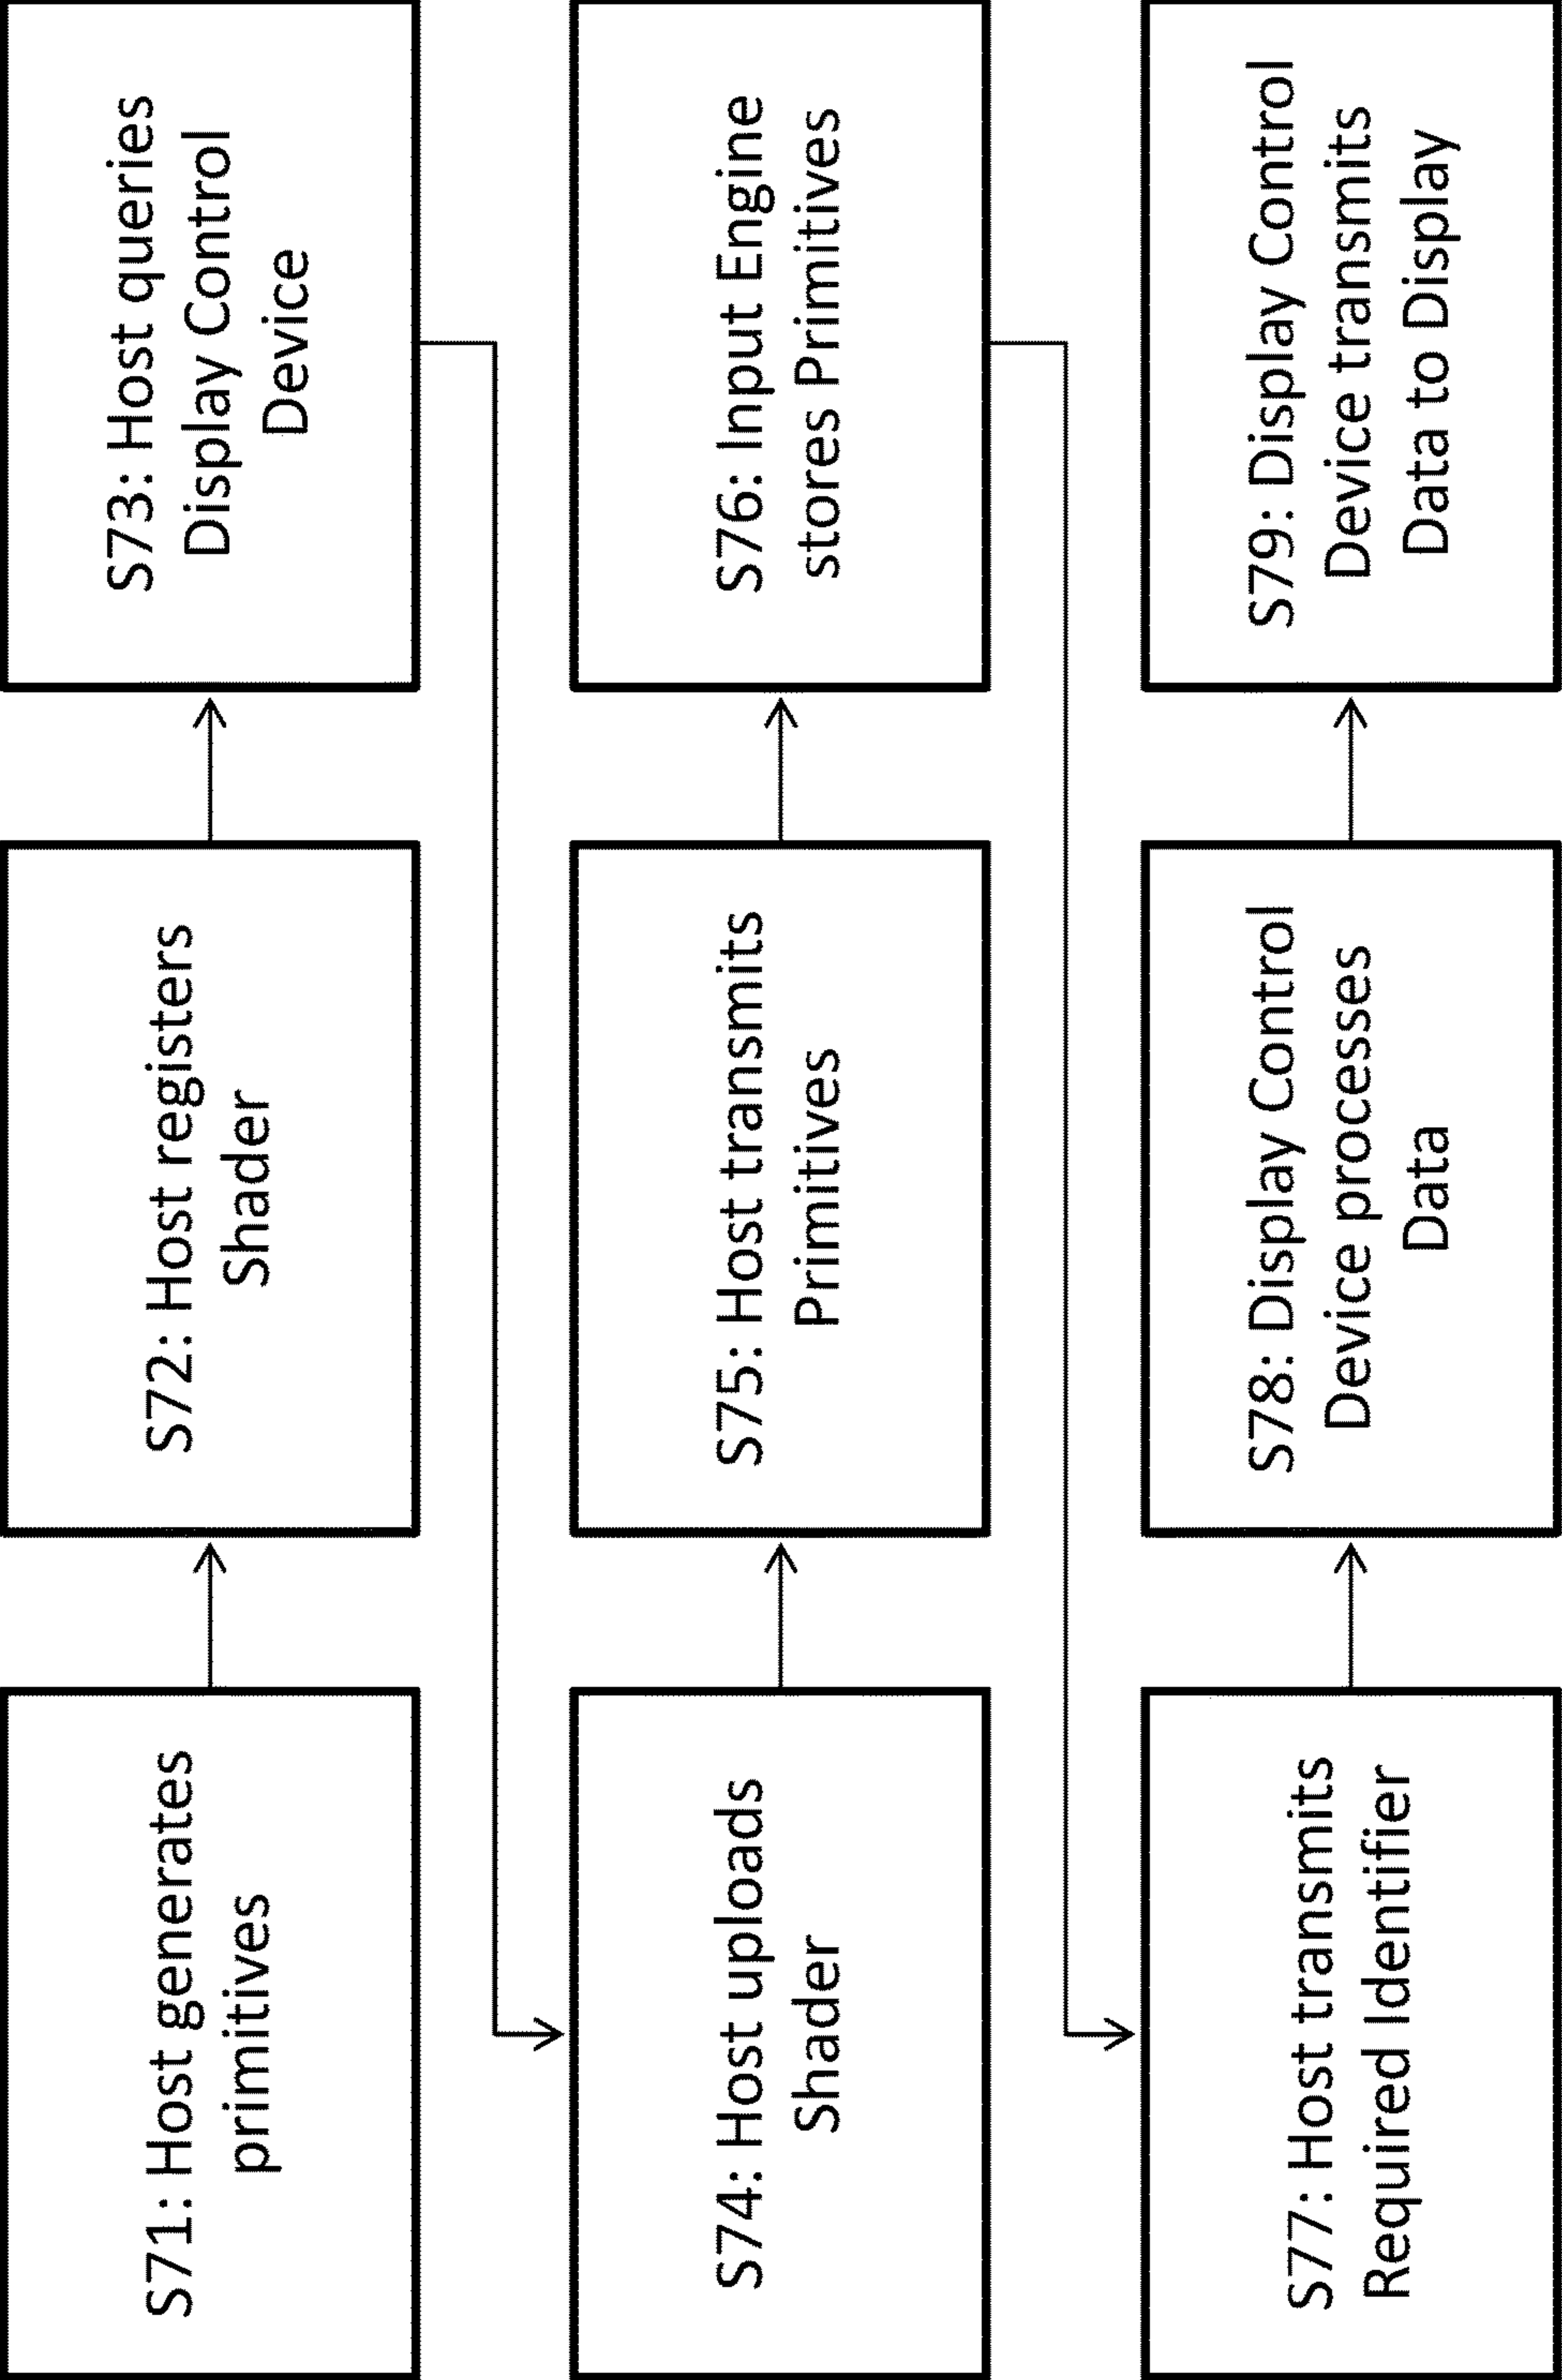 S71: Host generates
primitives
S72: Host registers
Shader
S73: Host queries
Display Control
Device
S74: Host uploads
Shader
S75: Host transmits
Primitives
S76: Input Engine
stores Primitives
S77: Host transmits
Required Identifier
S78: Display Control
Device processes
Data
S79: Display Control
Device transmits
Data to Display